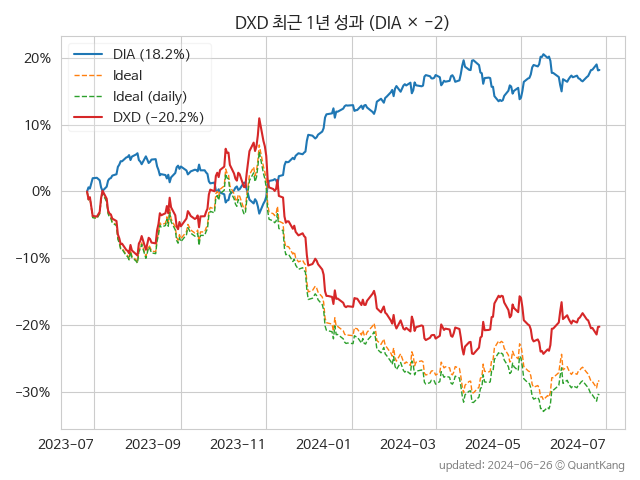 DXD 최근 1년 성과 (DIA × −2)
DIA (18.2%)
Ideal
Ideal (daily)
DXD (−20.2%)
20%
10%
0%
−10%
−20%
−30%
2023-07
2023-09
2023-11
2024-01
2024-03
2024-05
2024-07
updated: 2024-06-26 © QuantKang